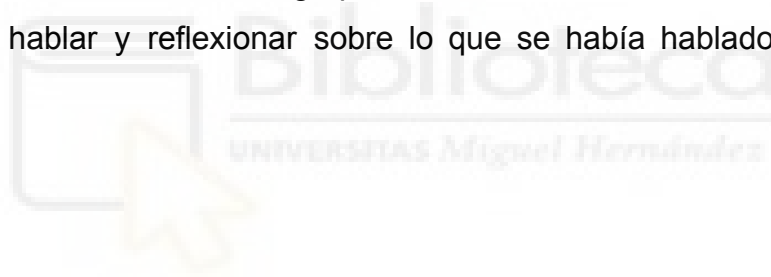 hablar y reflexionar sobre lo que se había hablado
Biblioteca
UNIVERSITAS Miguel Hernández